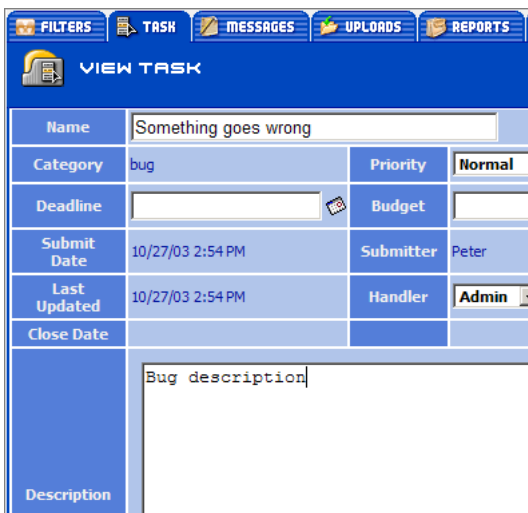 FILTERS TASK MESSAGES UPLOADS REPORTS
VIEW TASK
Name Something goes wrong
Category bug Priority Normal
Deadline Budget
Submit
Date 10/27/03 2:54 PM Submitter Peter
Last
Updated 10/27/03 2:54 PM Handler Admin
Close Date
Bug description
Description